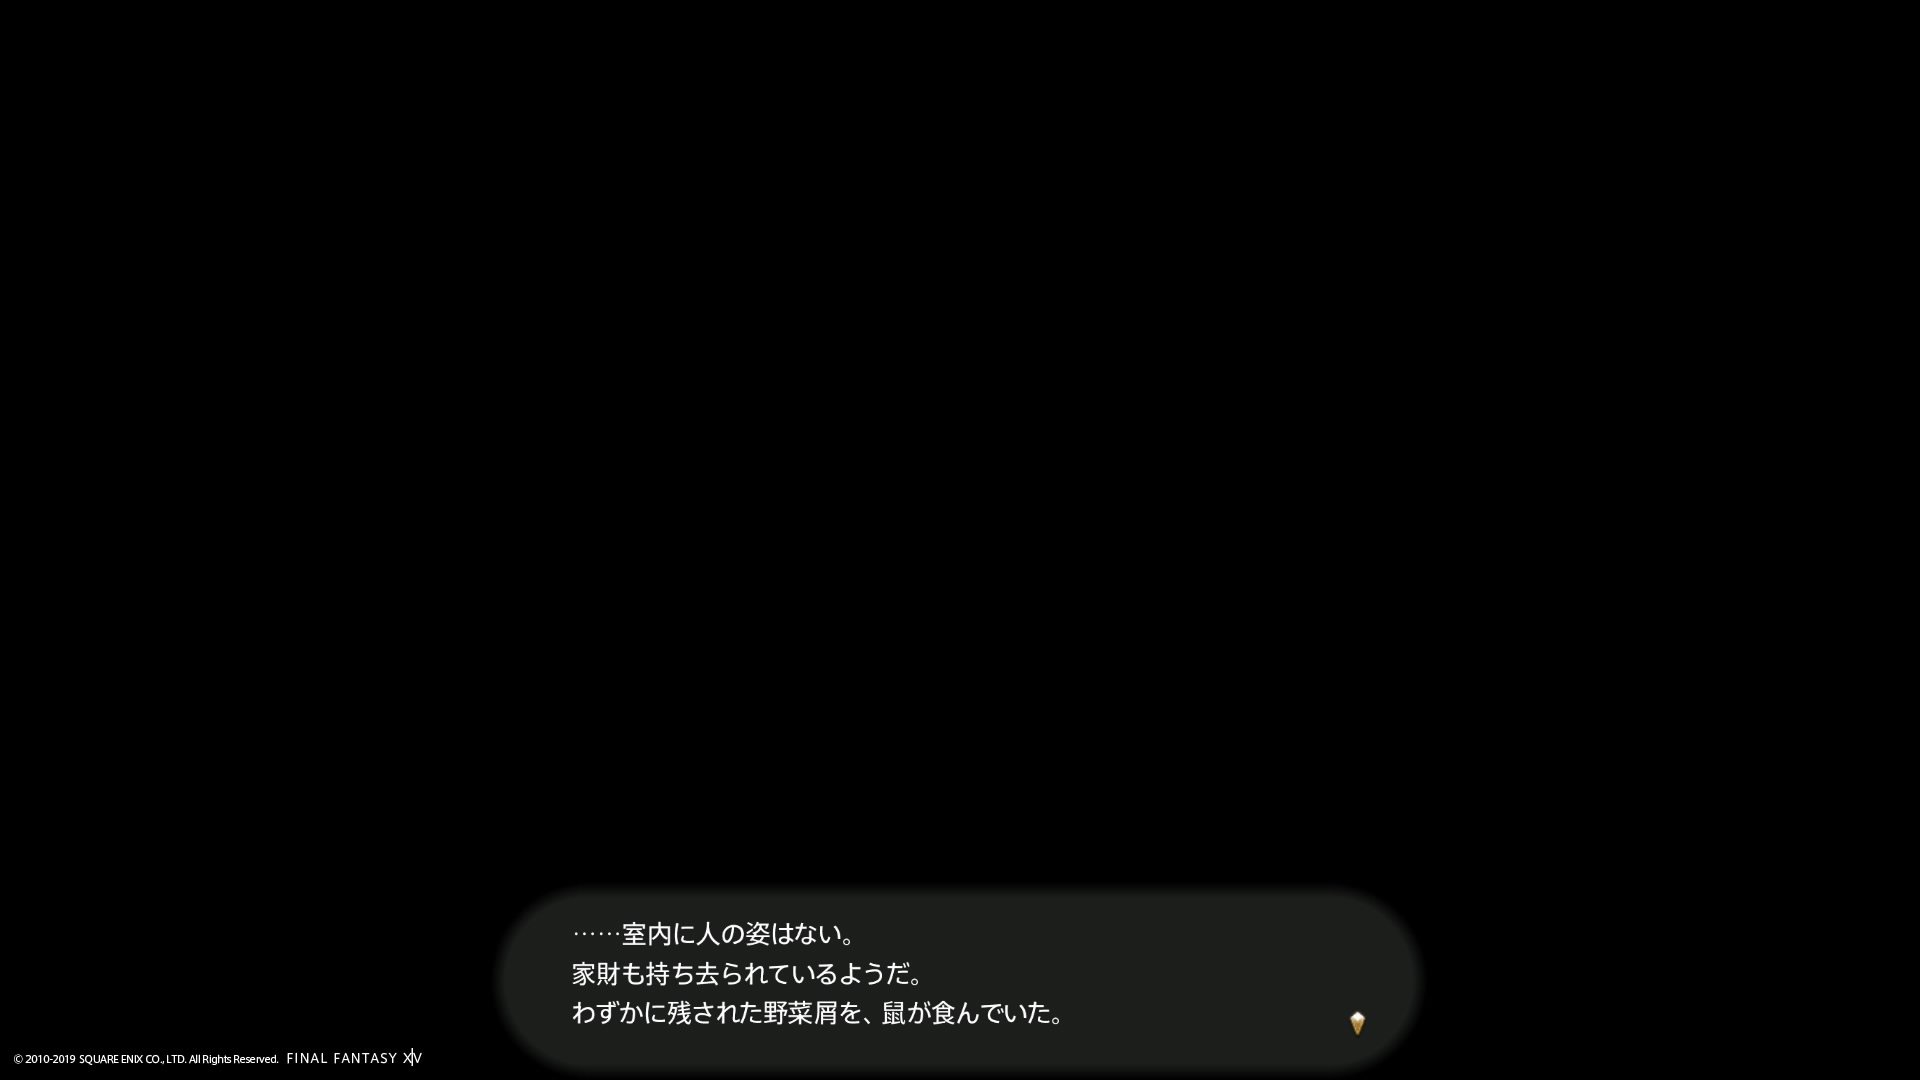 ……室内に人の姿はない。
家財も持ち去られているようだ。
わずかに残された野菜屑を、鼠が食んでいた。
© 2010-2019 SQUARE ENIX CO., LTD. All Rights Reserved. FINAL FANTASY XIV